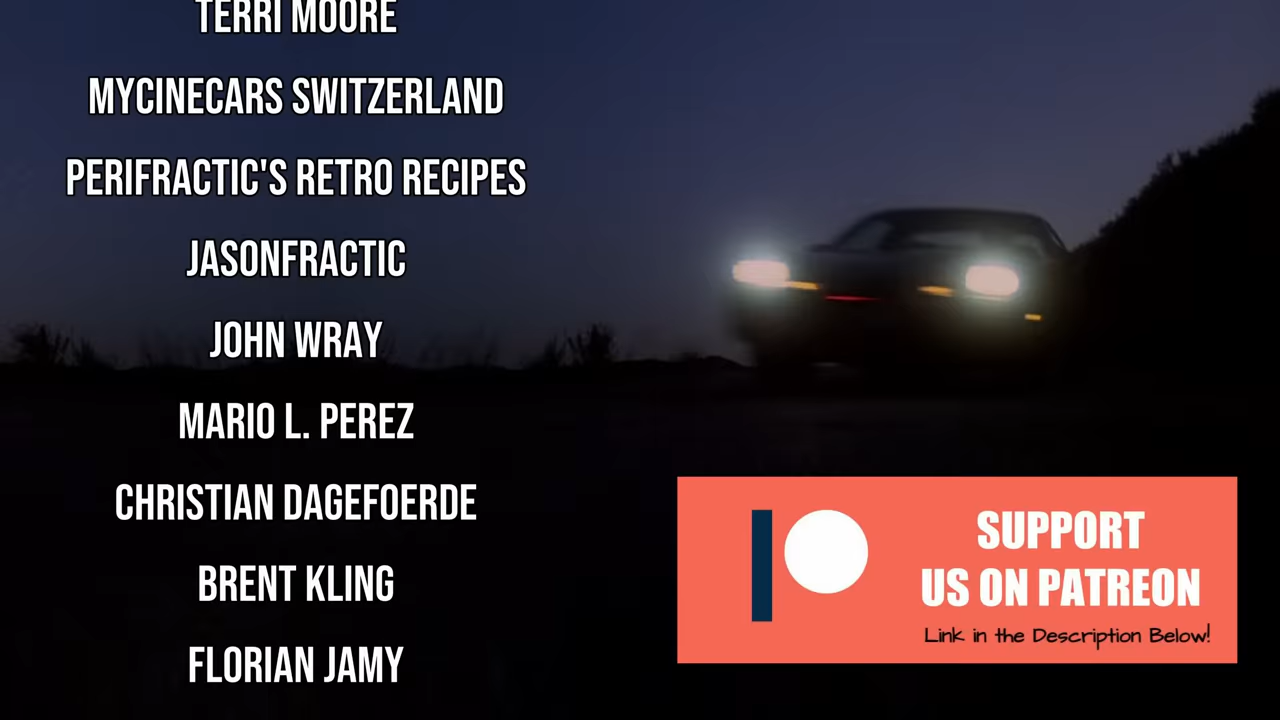 TERRI MOORE
MYCINECARS SWITZERLAND
PERIFRACTIC'S RETRO RECIPES
JASONFRACTIC
JOHN WRAY
MARIO L. PEREZ
CHRISTIAN DAGEFOERDE
BRENT KLING
FLORIAN JAMY
SUPPORT
US ON PATREON
Link in the Description Below!